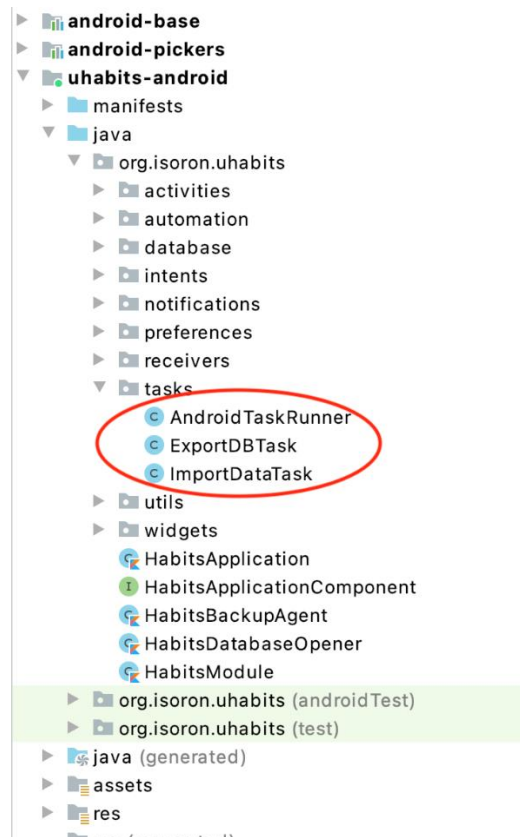 android-base
android-pickers
uhabits-android
manifests
java
org.isoron.uhabits
activities
automation
database
intents
notifications
preferences
receivers
tasks
AndroidTaskRunner
ExportDBTask
ImportDataTask
utils
widgets
HabitsApplication
HabitsApplicationComponent
HabitsBackupAgent
HabitsDatabaseOpener
HabitsModule
org.isoron.uhabits (androidTest)
org.isoron.uhabits (test)
java (generated)
assets
res